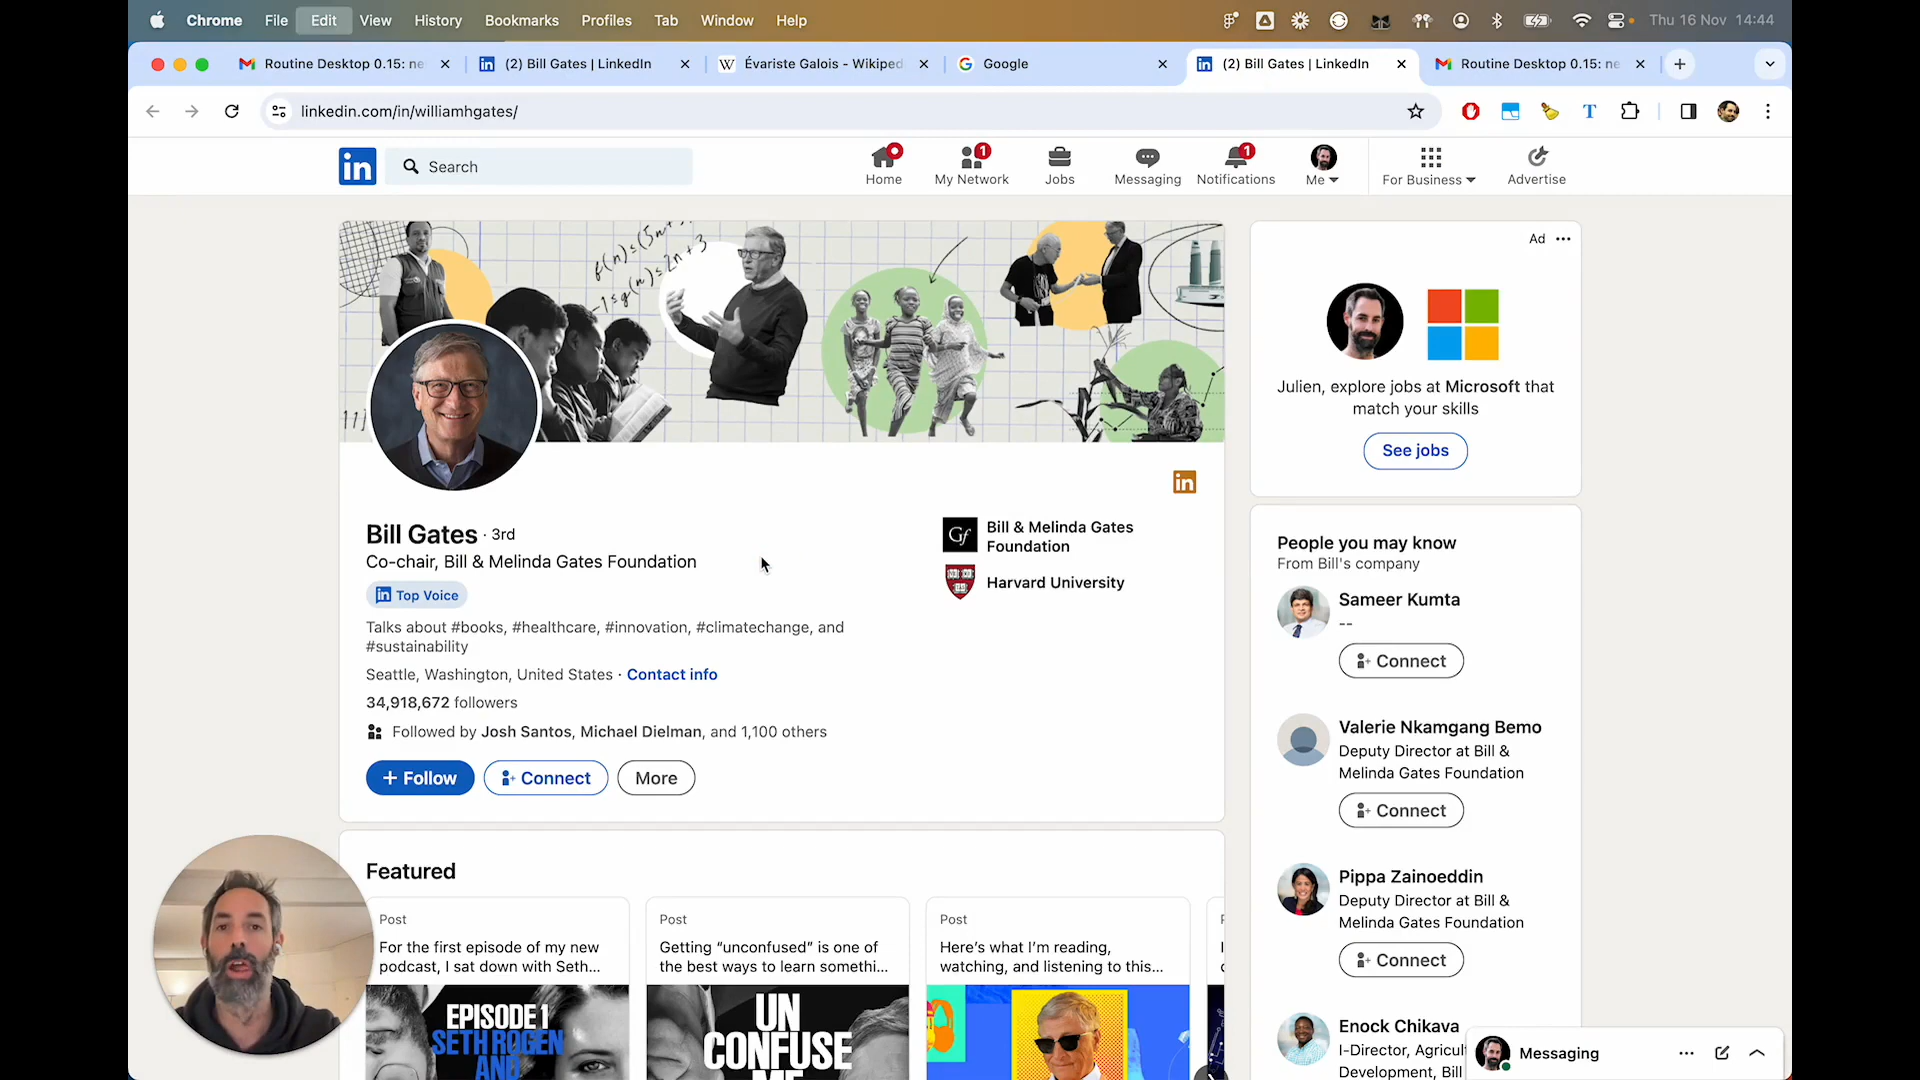 Chrome File Edit View History Bookmarks Profiles Tab Window Help Thu 16 Nov 14:44
Routine Desktop 0.15: ne (2) Bill Gates | LinkedIn Évariste Galois - Wikiped Google (2) Bill Gates | LinkedIn Routine Desktop 0.15: ne
linkedin.com/in/williamhgates/
T
in Search
1
1
Home My Network Jobs Messaging Notifications Me For Business Advertise
Ad
Julien, explore jobs at Microsoft that
match your skills
See jobs
in
Bill Gates · 3rd
Co-chair, Bill & Melinda Gates Foundation
Top Voice
Talks about #books, #healthcare, #innovation, #climatechange, and
#sustainability
Seattle, Washington, United States · Contact info
34,918,672 followers
Followed by Josh Santos, Michael Dielman, and 1,100 others
+ Follow Connect More
Gf
Bill & Melinda Gates
Foundation
Harvard University
People you may know
From Bill's company
Sameer Kumta
--
Connect
Valerie Nkamgang Bemo
Deputy Director at Bill &
Melinda Gates Foundation
Connect
Pippa Zainoeddin
Deputy Director at Bill &
Melinda Gates Foundation
Connect
Enock Chikava
I-Director, Agricul
Development, Bill
Featured
Post
For the first episode of my new
podcast, I sat down with Seth...
EPISODE 1
SETH ROGEN
AND
Post
Getting “unconfused” is one of
the best ways to learn somethi...
UN
CONFUSE
ME
Post
Here’s what I’m reading,
watching, and listening to this...
Messaging